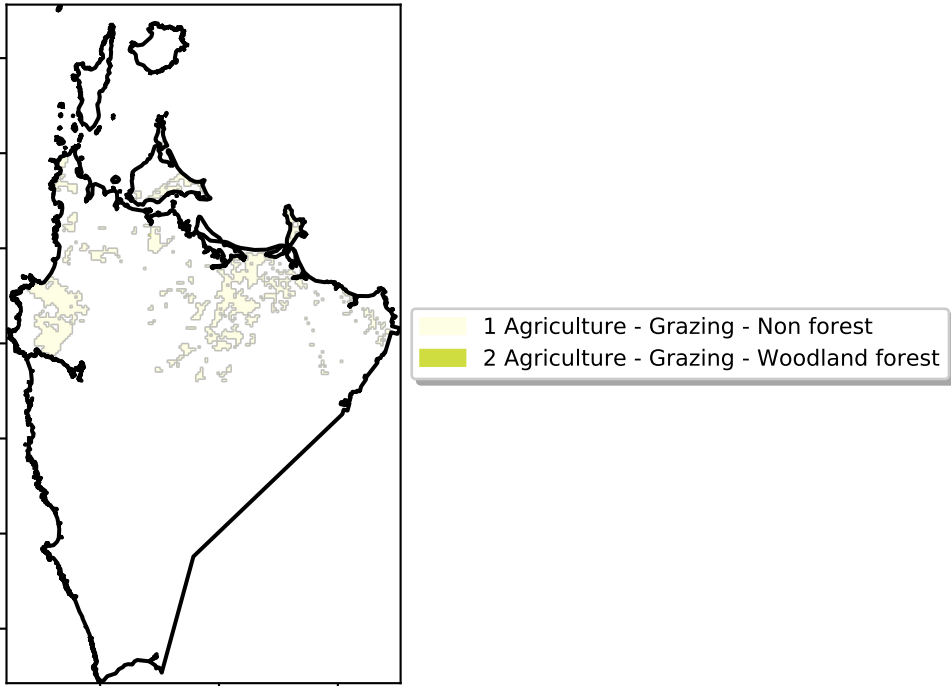 1 Agriculture - Grazing - Non forest
2 Agriculture - Grazing - Woodland forest